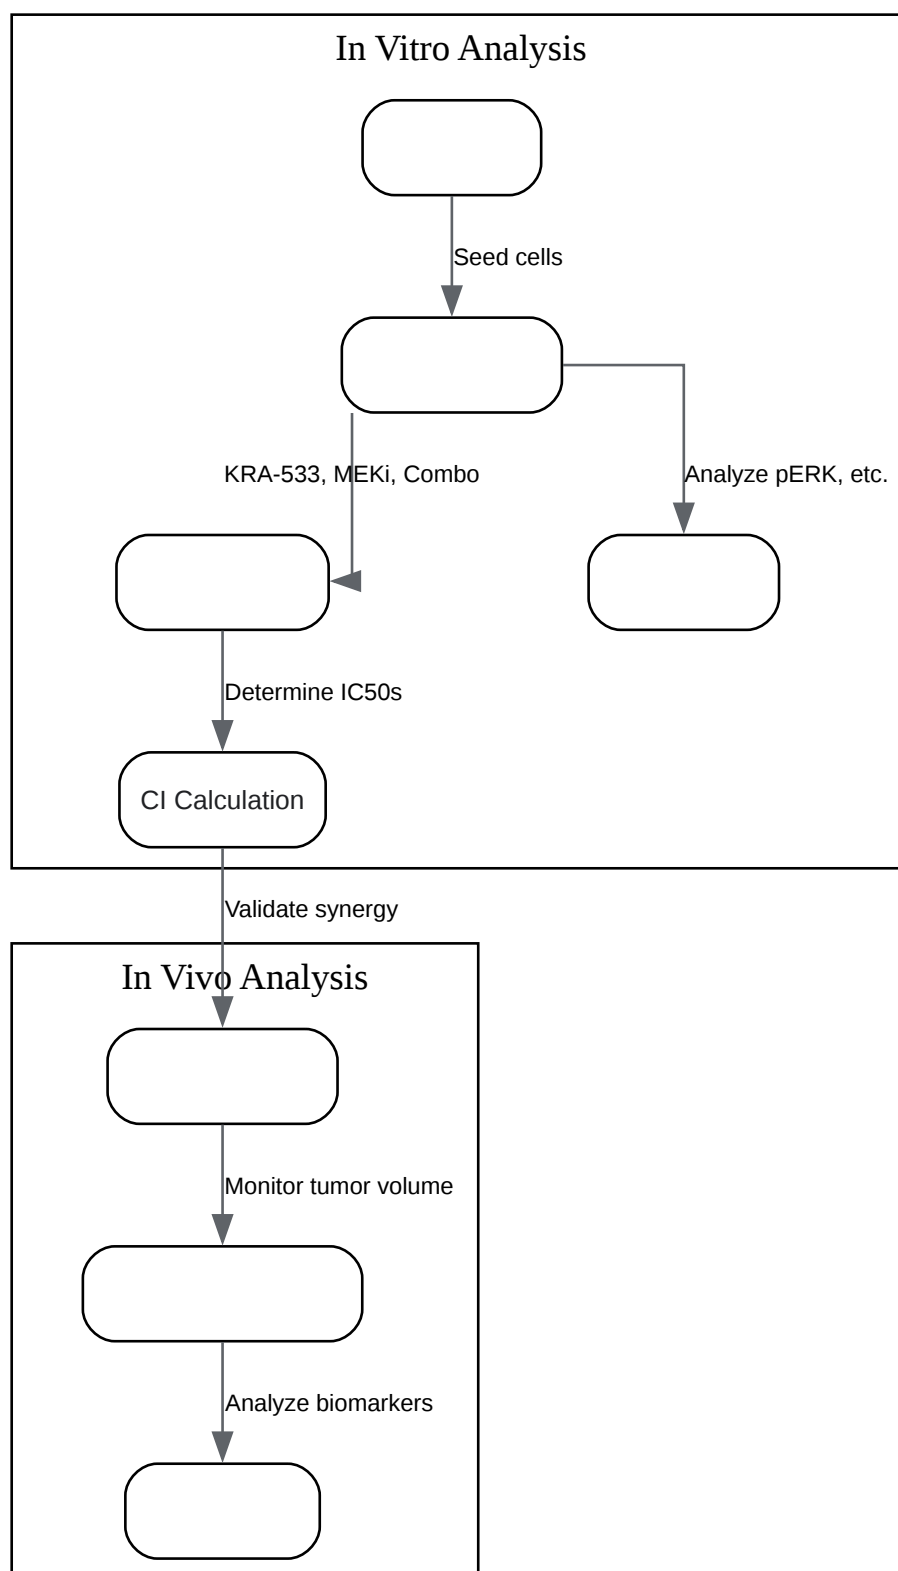 In Vitro Analysis
Seed cells
KRA-533, MEKi, Combo
Analyze pERK, etc.
Determine IC50s
CI Calculation
Validate synergy
In Vivo Analysis
Monitor tumor volume
Analyze biomarkers